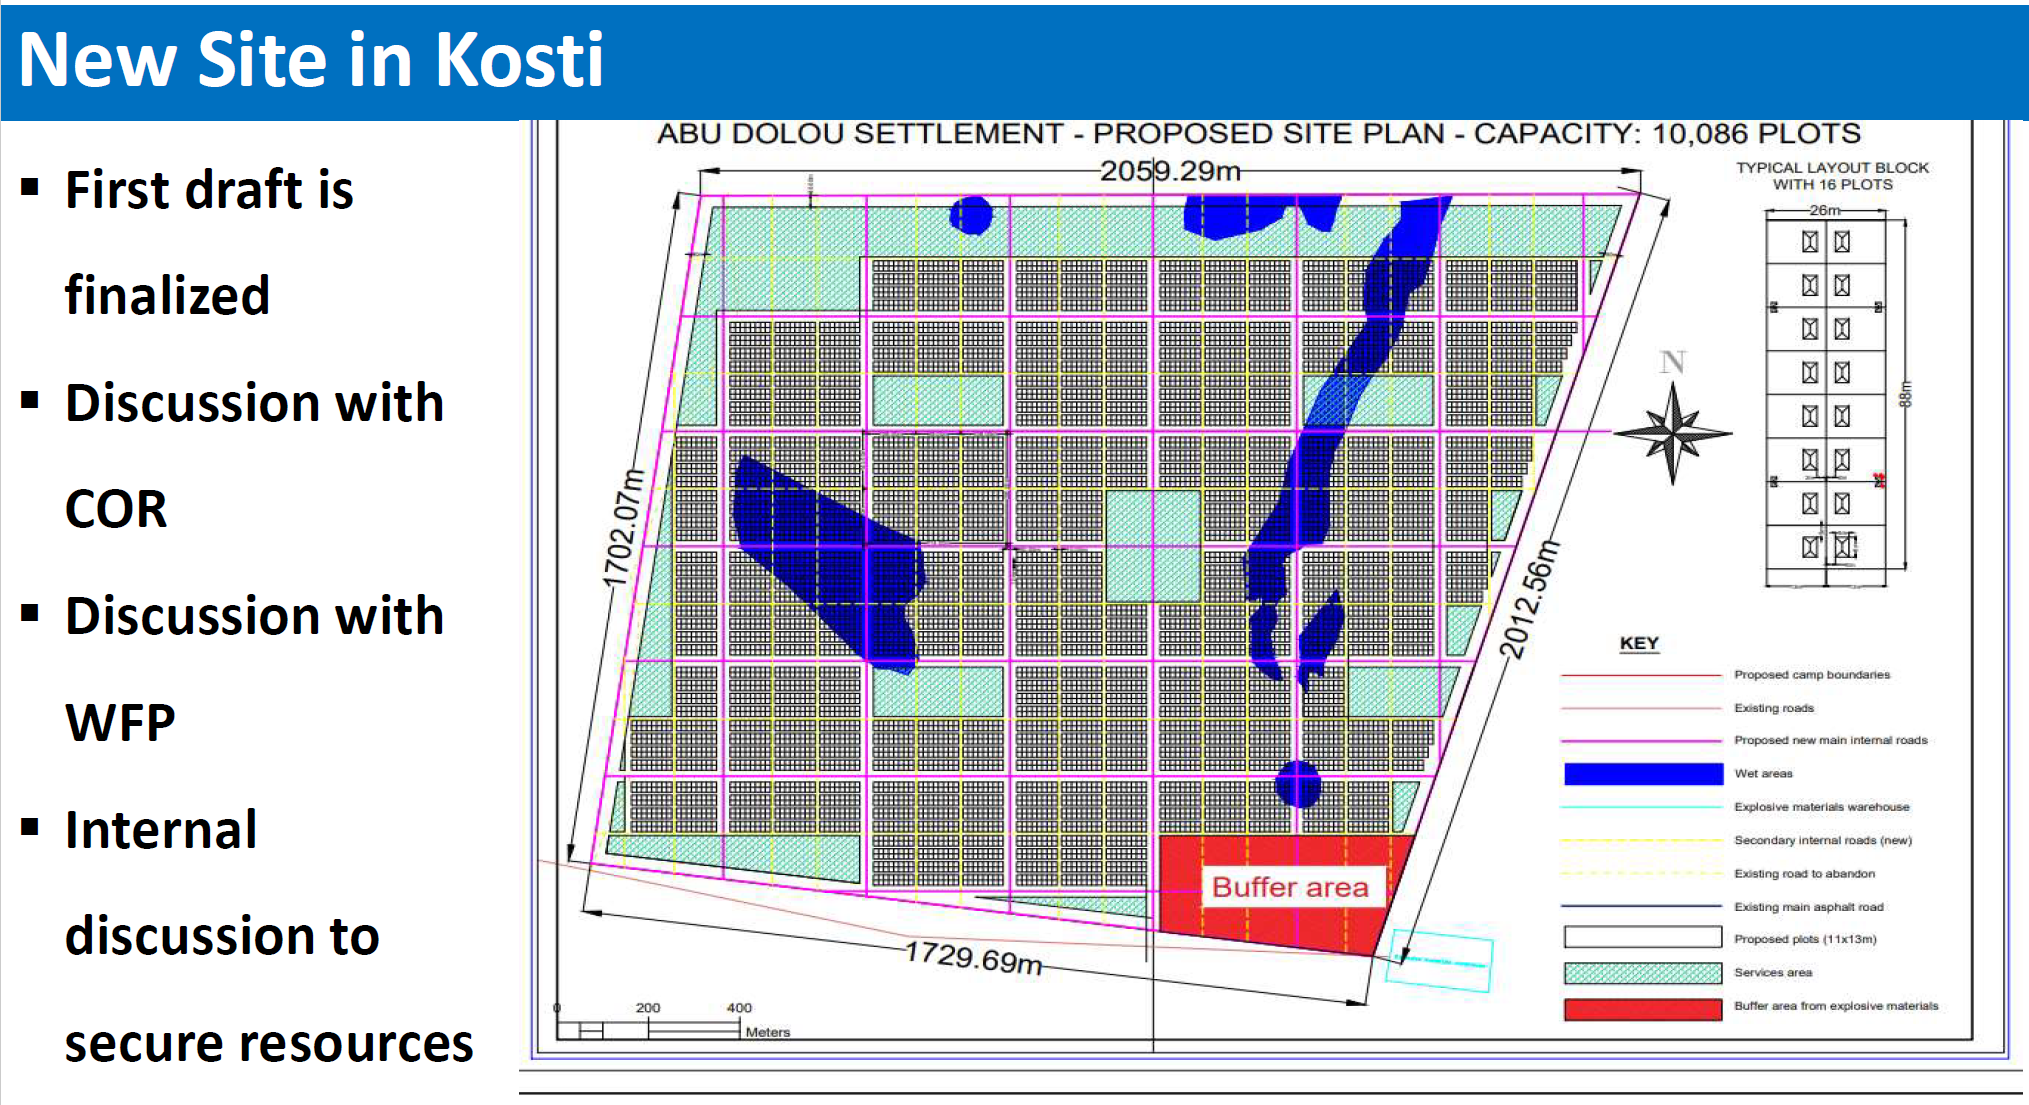 New Site in Kosti
▪ First draft is
finalized
▪ Discussion with
COR
▪ Discussion with
WFP
▪ Internal
discussion to
secure resources
ABU DOLOU SETTLEMENT - PROPOSED SITE PLAN - CAPACITY: 10,086 PLOTS
2059.29m
1702.07m
2012.56m
1729.69m
Buffer area
0 200 400
Meters
TYPICAL LAYOUT BLOCK
WITH 16 PLOTS
26m
88m
N
KEY
Proposed camp boundaries
Existing roads
Proposed new main internal roads
Wet areas
Explosive materials warehouse
Secondary internal roads (new)
Existing road to abandon
Existing main asphalt road
Proposed plots (11x13m)
Services area
Buffer area from explosive materials